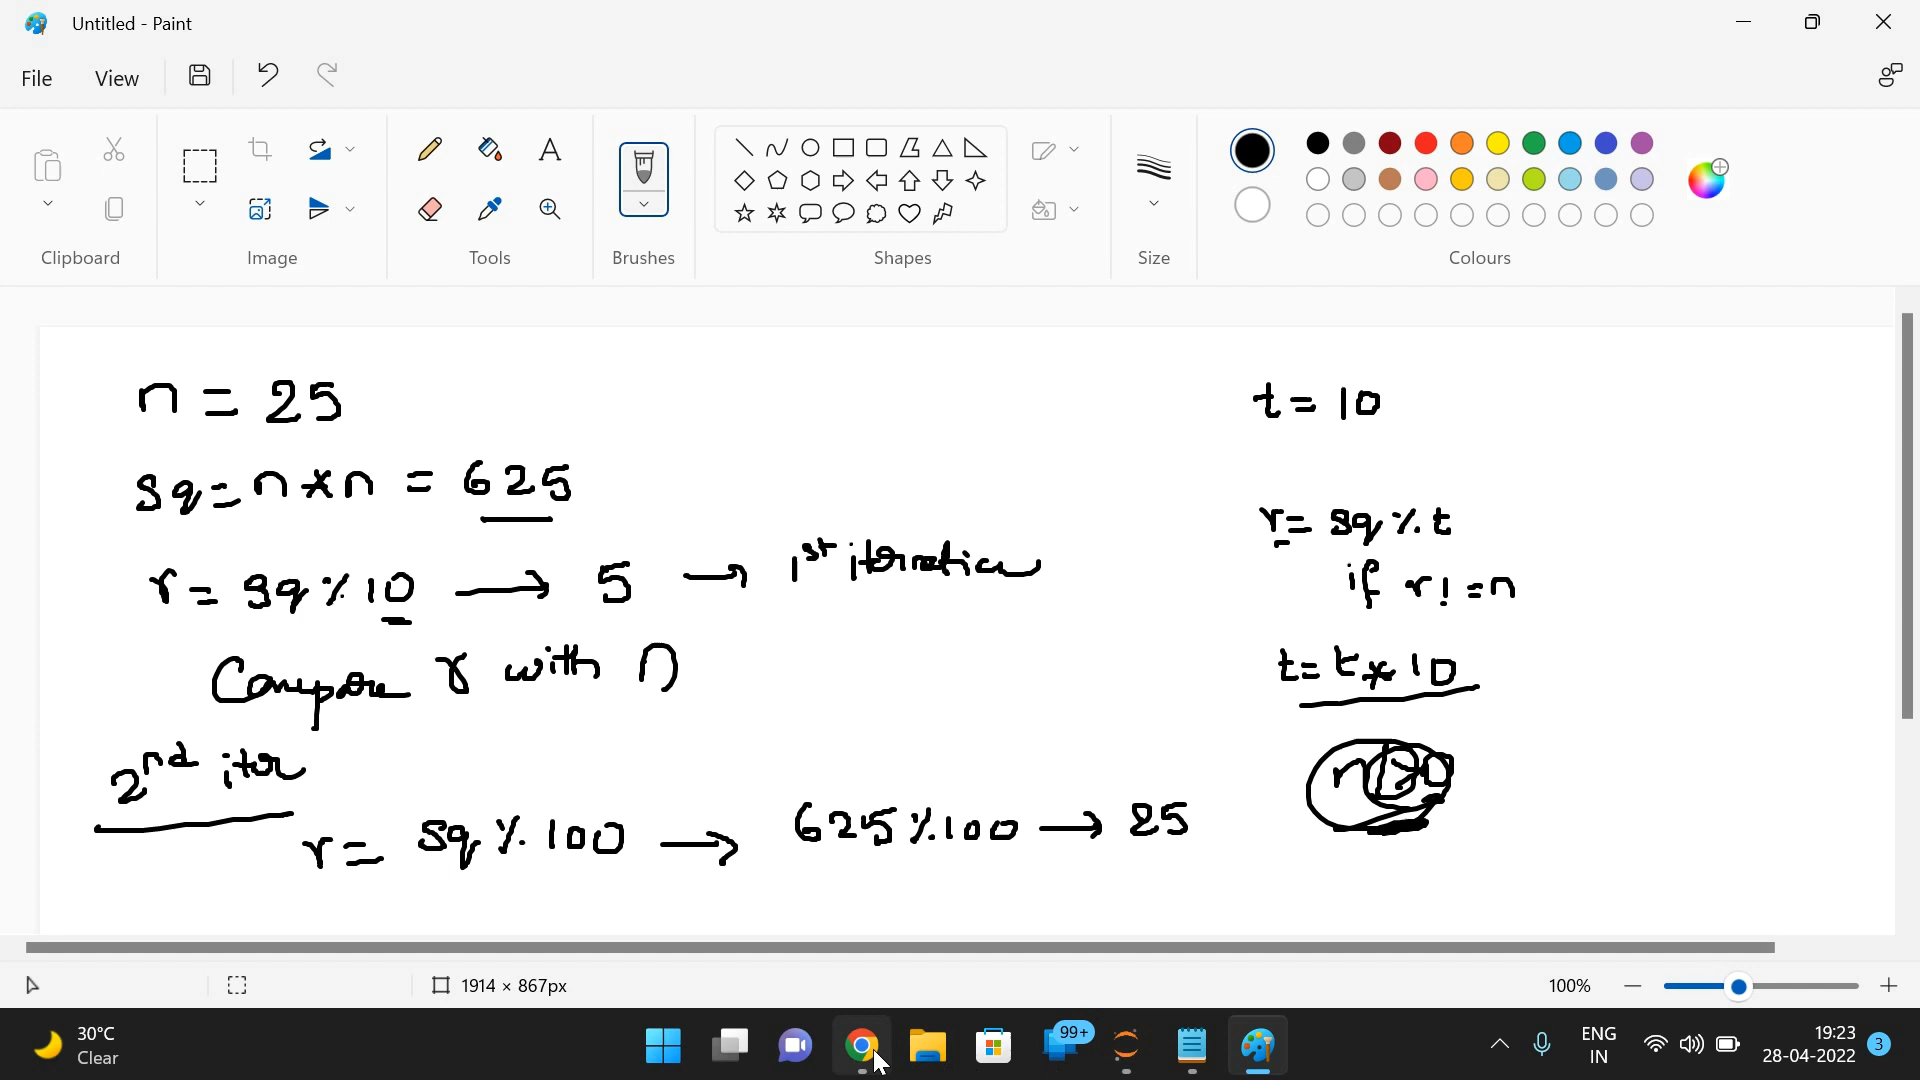 Untitled - Paint
File View
Clipboard Image Tools Brushes Shapes Size Colours
n = 25
sq = n * n = 625
r = sq % 10 → 5 → 1st iteration
Compare r with n
2nd iter
r = sq % 100 → 625 % 100 → 25
t = 10
r = sq % t
if r! = n
t = t * 10
1914 × 867px
100%
30°C
Clear
99+
ENG
IN
19:23
28-04-2022
3